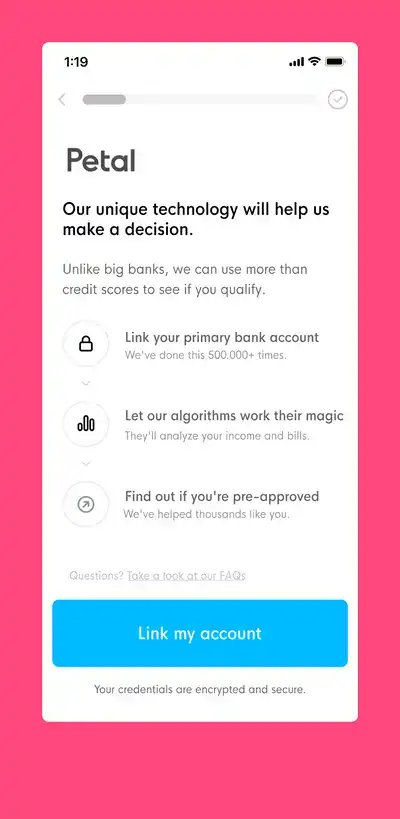 1:19
Petal
Our unique technology will help us
make a decision.
Unlike big banks, we can use more than
credit scores to see if you qualify.
Link your primary bank account
We've done this 500.000+ times.
Let our algorithms work their magic
They'll analyze your income and bills.
Find out if you're pre-approved
We've helped thousands like you.
Questions? Take a look at our FAQs
Link my account
Your credentials are encrypted and secure.